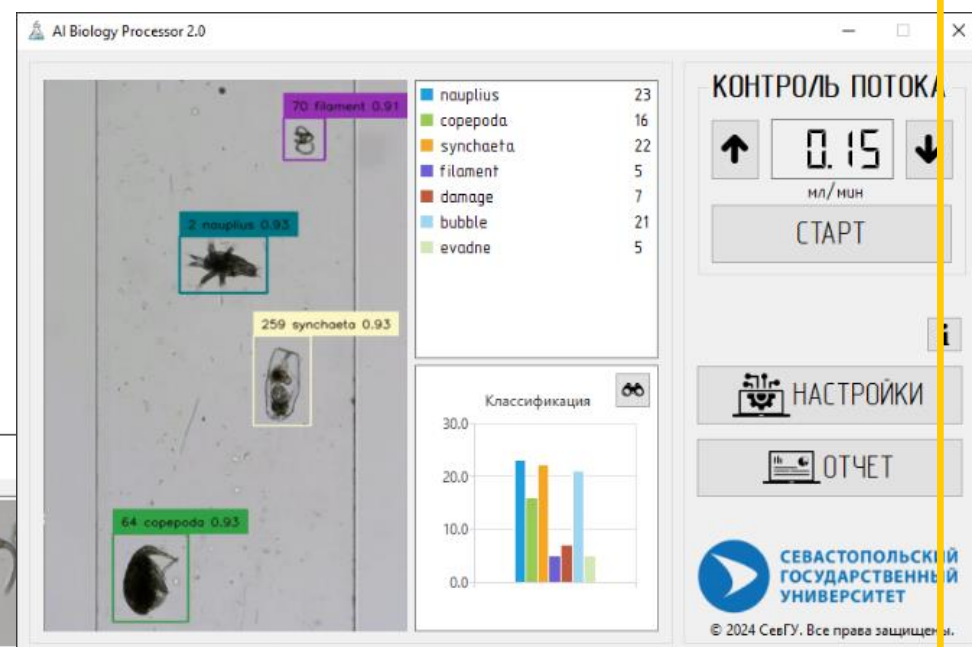 AI Biology Processor 2.0
70 filament 0.91
2 nauplius 0.93
259 synchaeta 0.93
64 copepoda 0.93
nauplius 23
copepoda 16
synchaeta 22
filament 5
damage 7
bubble 21
evadne 5
Классификация
30.0
20.0
10.0
0.0
КОНТРОЛЬ ПОТОКА
0.15
мл/мин
СТАРТ
i
НАСТРОЙКИ
ОТЧЕТ
СЕВАСТОПОЛЬСКИЙ
ГОСУДАРСТВЕННЫЙ
УНИВЕРСИТЕТ
© 2024 СевГУ. Все права защищены.